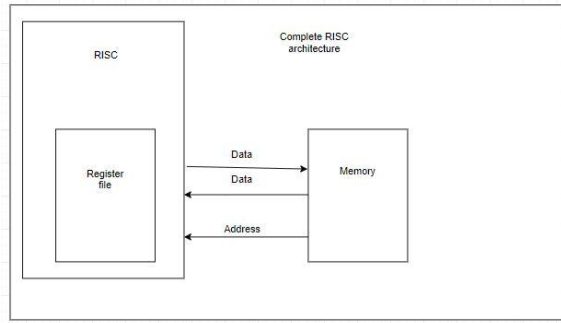 Complete RISC
architecture
RISC
Register
file
Data
Data
Address
Memory